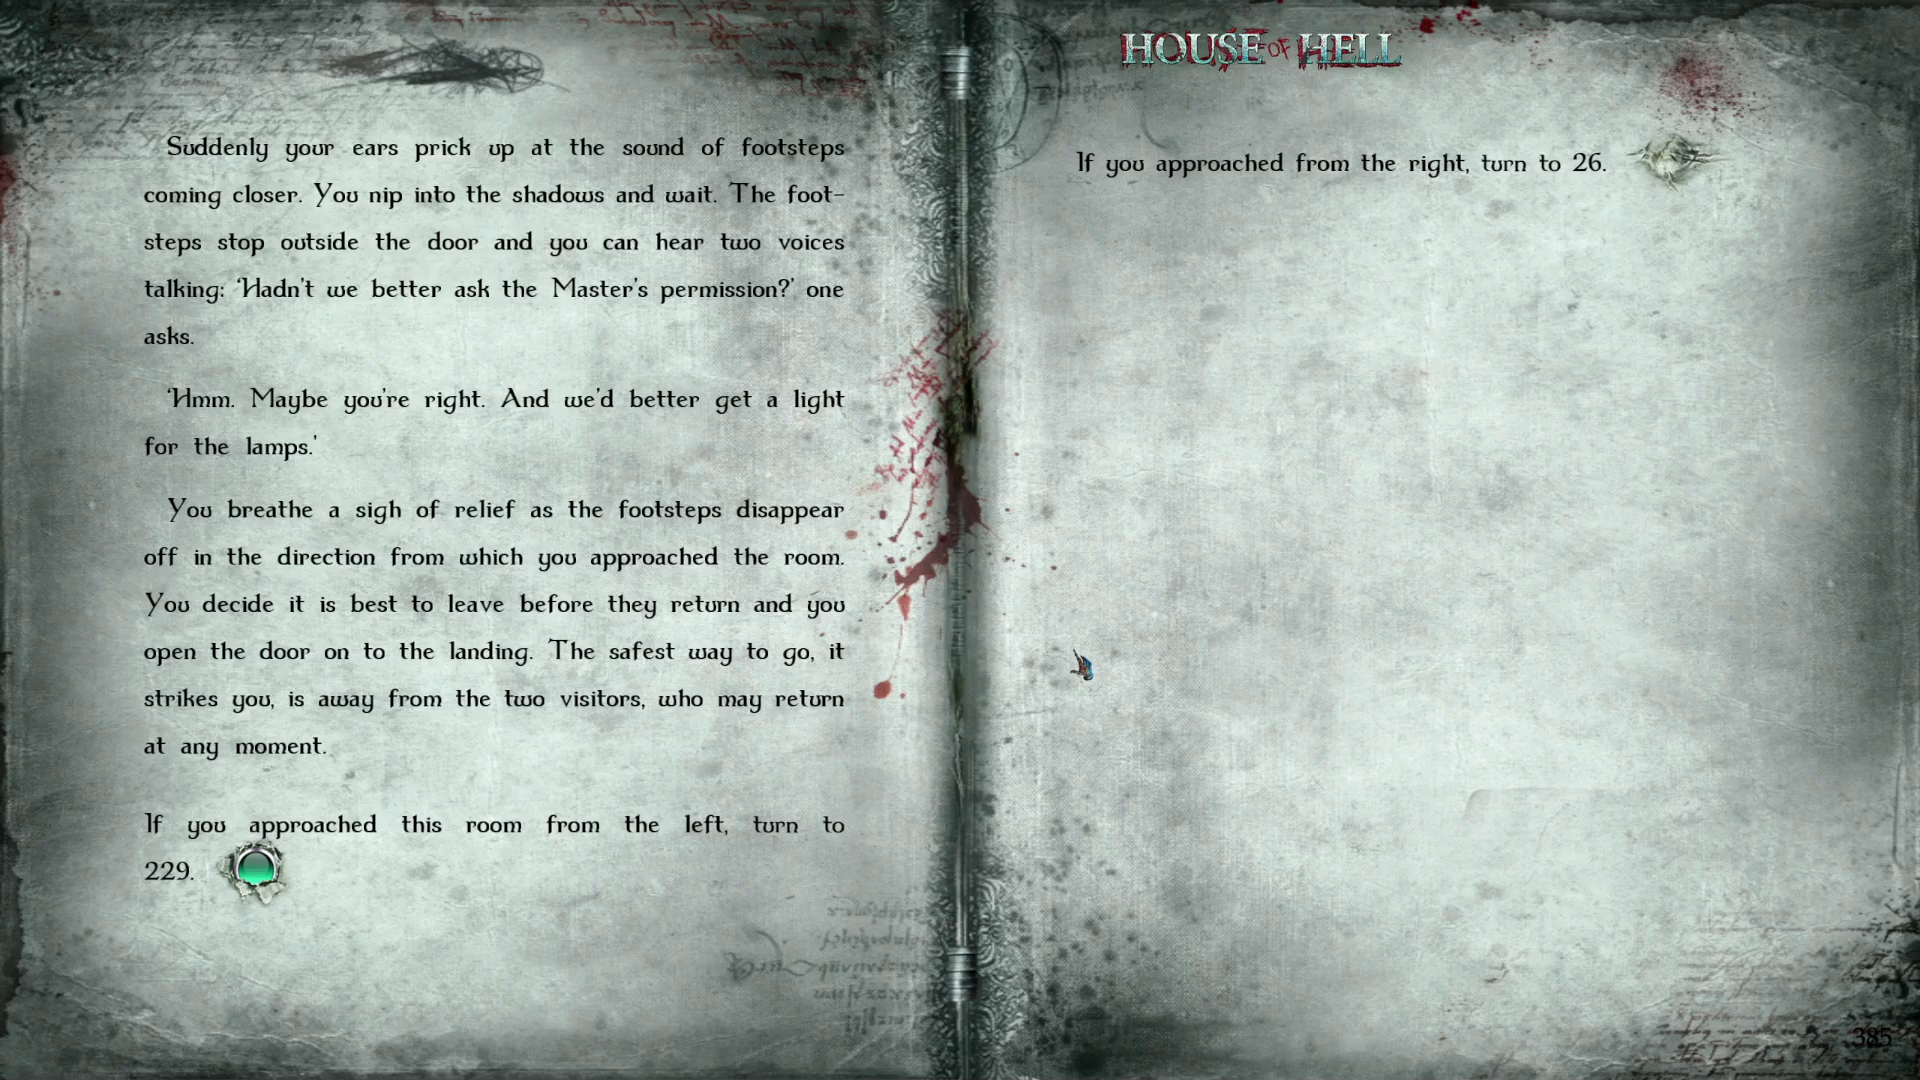 Suddenly your ears prick up at the sound of footsteps
coming closer. You nip into the shadows and wait. The foot-
steps stop outside the door and you can hear two voices
talking: ‘Hadn’t we better ask the Master’s permission?’ one
asks.
‘Hmm. Maybe you’re right. And we’d better get a light
for the lamps.’
You breathe a sigh of relief as the footsteps disappear
off in the direction from which you approached the room.
You decide it is best to leave before they return and you
open the door on to the landing. The safest way to go, it
strikes you, is away from the two visitors, who may return
at any moment.
If you approached this room from the left, turn to
229.
HOUSE OF HELL
If you approached from the right, turn to 26.
385